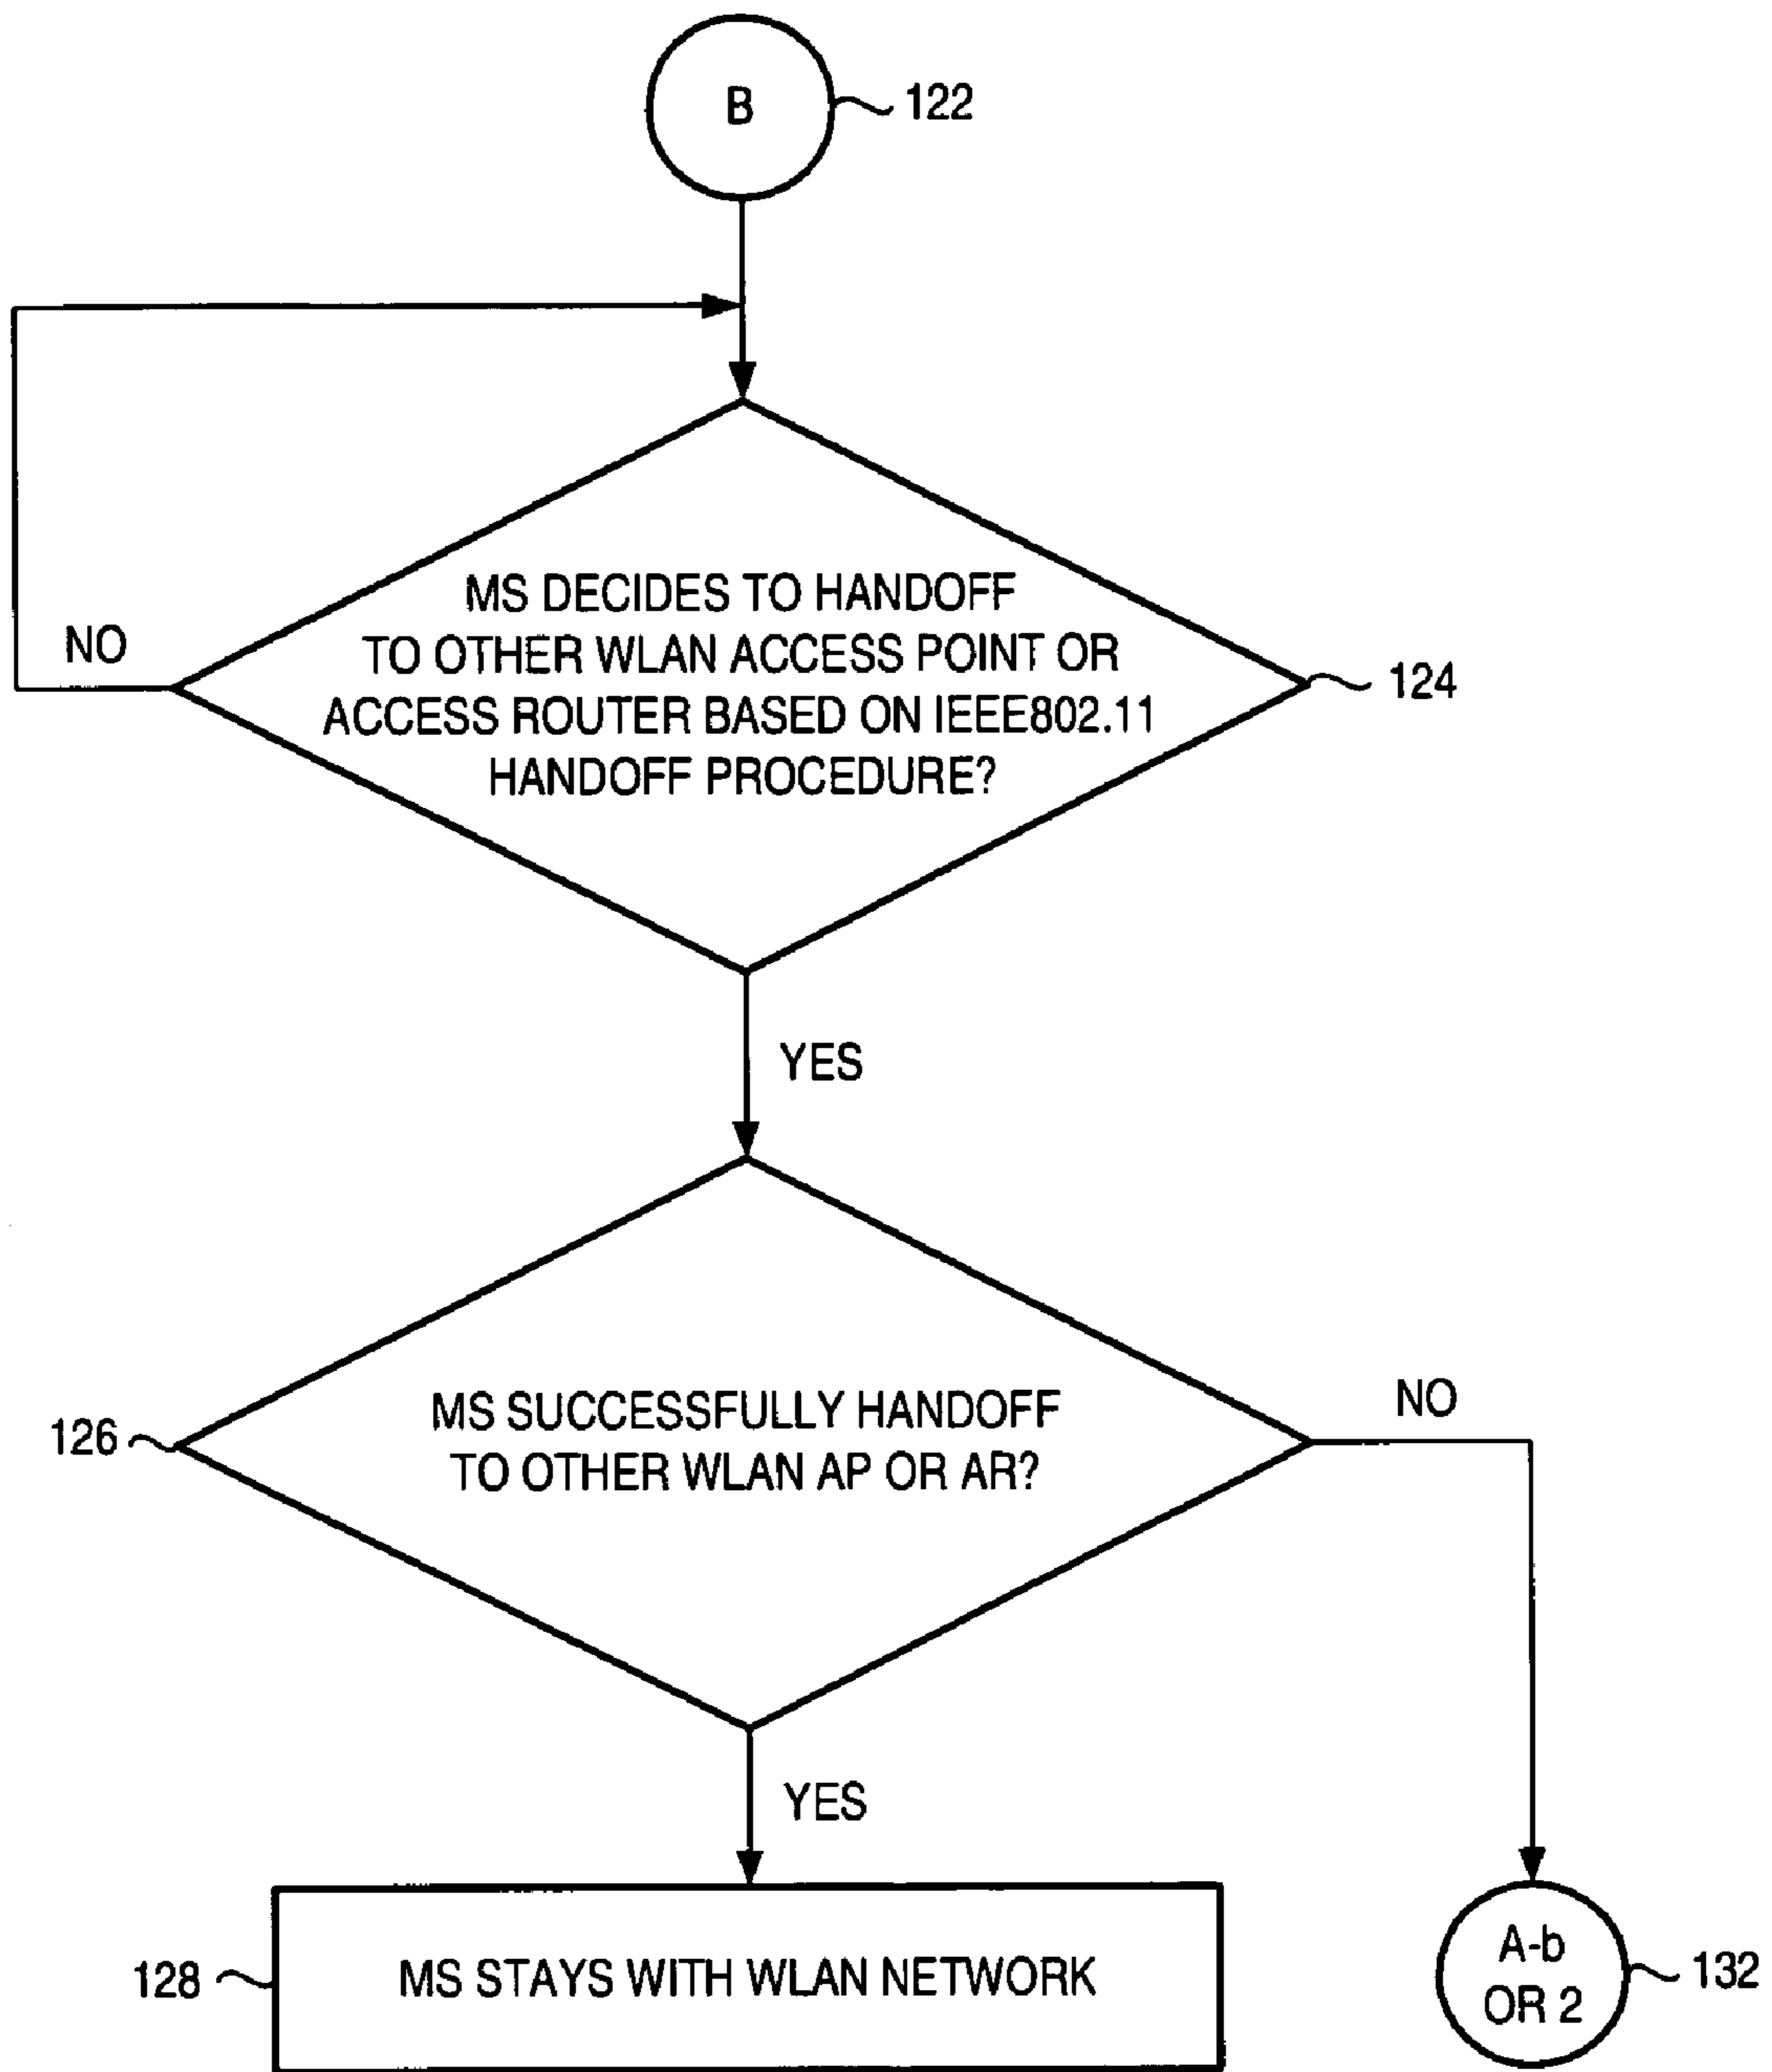 B
122
MS DECIDES TO HANDOFF
TO OTHER WLAN ACCESS POINT OR
ACCESS ROUTER BASED ON IEEE802.11
HANDOFF PROCEDURE?
NO
124
YES
MS SUCCESSFULLY HANDOFF
TO OTHER WLAN AP OR AR?
126
NO
YES
MS STAYS WITH WLAN NETWORK
128
A-b
OR 2
132